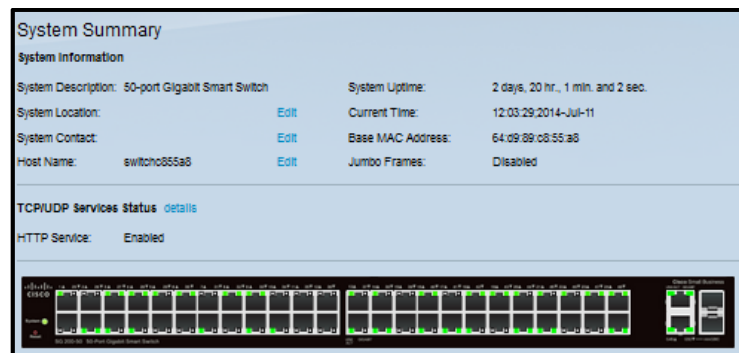 System Summary
System Information
System Description: 50-port Gigabit Smart Switch System Uptime: 2 days, 20 hr., 1 min. and 2 sec.
System Location: Edit Current Time: 12:03:29;2014-Jul-11
System Contact: Edit Base MAC Address: 64:d9:89:c8:55:a8
Host Name: switchc855a8 Edit Jumbo Frames: Disabled
TCP/UDP Services Status details
HTTP Service: Enabled
CISCO
Cisco Small Business
System
Reset
SG 200-50 50-Port Gigabit Smart Switch